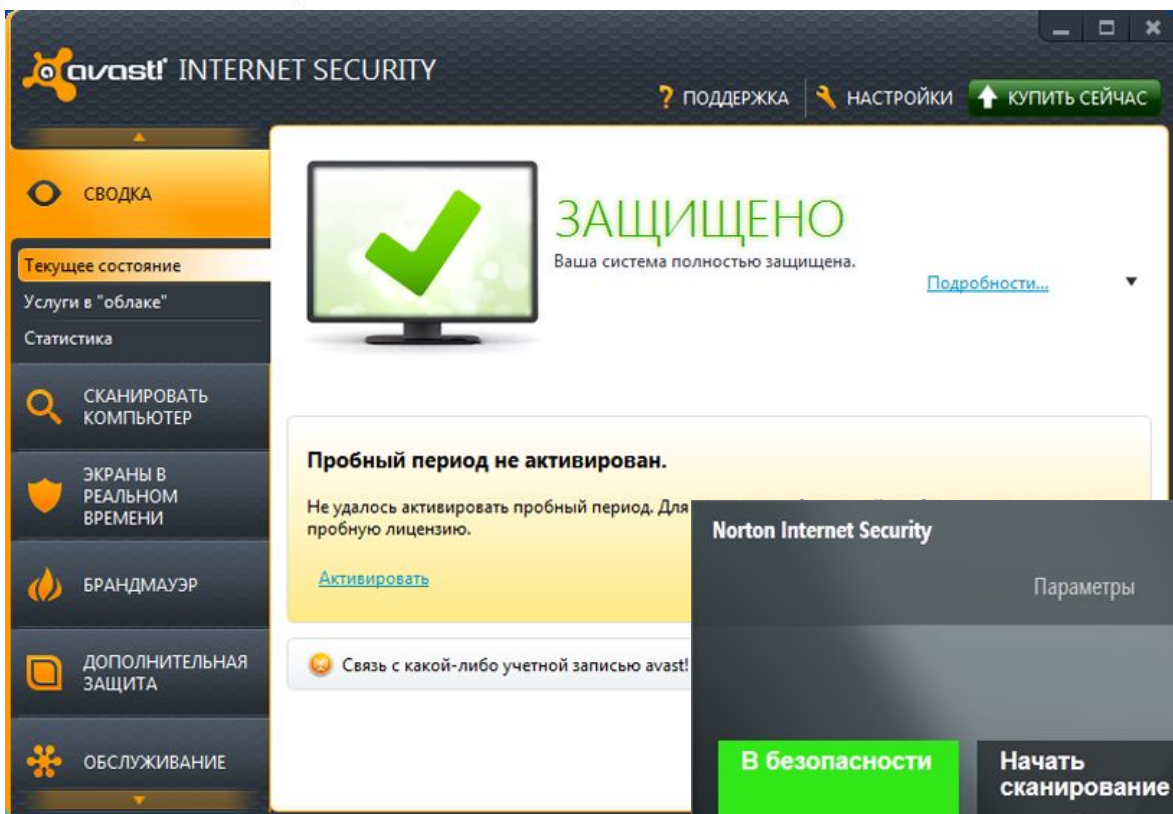 avast! INTERNET SECURITY
ПОДДЕРЖКА
НАСТРОЙКИ
КУПИТЬ СЕЙЧАС
СВОДКА
Текущее состояние
Услуги в "облаке"
Статистика
СКАНИРОВАТЬ
КОМПЬЮТЕР
ЭКРАНЫ В
РЕАЛЬНОМ
ВРЕМЕНИ
БРАНДМАУЭР
ДОПОЛНИТЕЛЬНАЯ
ЗАЩИТА
ОБСЛУЖИВАНИЕ
ЗАЩИЩЕНО
Ваша система полностью защищена.
Подробности...
Пробный период не активирован.
Не удалось активировать пробный период. Для
пробную лицензию.
Активировать
Связь с какой-либо учетной записью avast!
Norton Internet Security
Параметры
В безопасности
Начать
сканирование